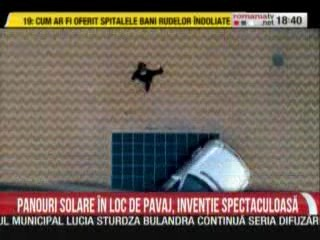 19: CUM AR FI OFERIT SPITALELE BANI RUDELOR ÎNDOLIATE
romaniatv
.net
18:40
PANOURI SOLARE ÎN LOC DE PAVAJ, INVENȚIE SPECTACULOASĂ
UL MUNICIPAL LUCIA STURDZA BULANDRA CONTINUĂ SERIA DIFUZĂR